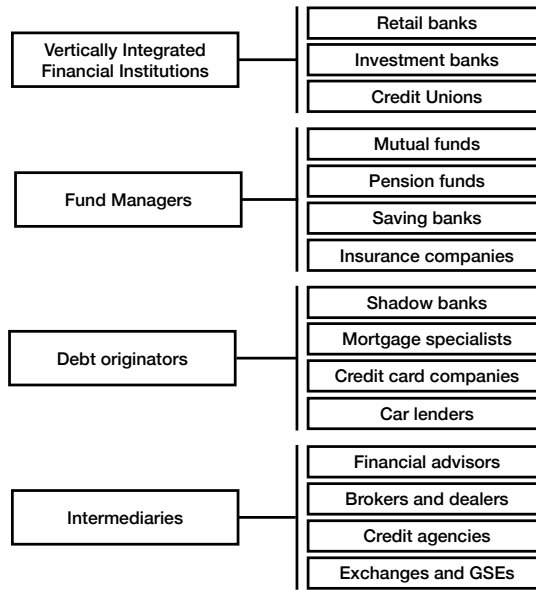 Vertically Integrated
Financial Institutions
Retail banks
Investment banks
Credit Unions
Fund Managers
Mutual funds
Pension funds
Saving banks
Insurance companies
Debt originators
Shadow banks
Mortgage specialists
Credit card companies
Car lenders
Intermediaries
Financial advisors
Brokers and dealers
Credit agencies
Exchanges and GSEs